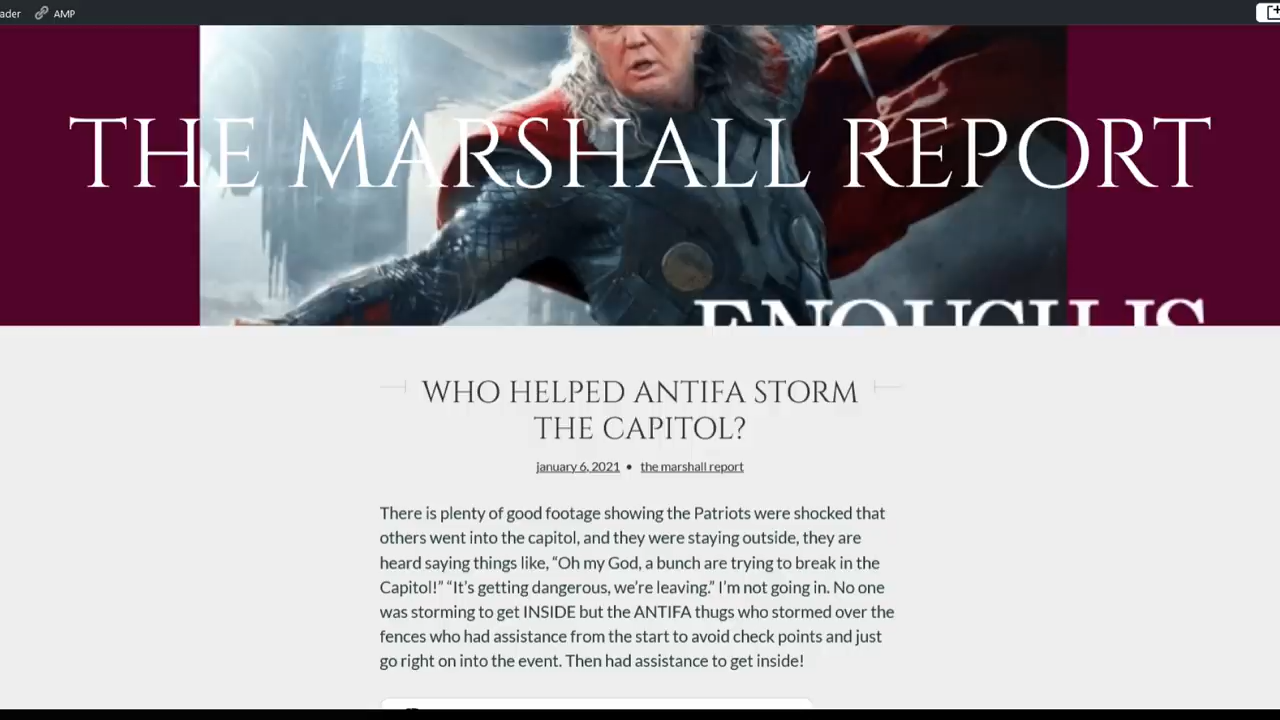 ader AMP
THE MARSHALL REPORT
ENOUGH IS
WHO HELPED ANTIFA STORM
THE CAPITOL?
january 6, 2021 • the marshall report
There is plenty of good footage showing the Patriots were shocked that
others went into the capitol, and they were staying outside, they are
heard saying things like, “Oh my God, a bunch are trying to break in the
Capitol!” “It’s getting dangerous, we’re leaving.” I’m not going in. No one
was storming to get INSIDE but the ANTIFA thugs who stormed over the
fences who had assistance from the start to avoid check points and just
go right on into the event. Then had assistance to get inside!